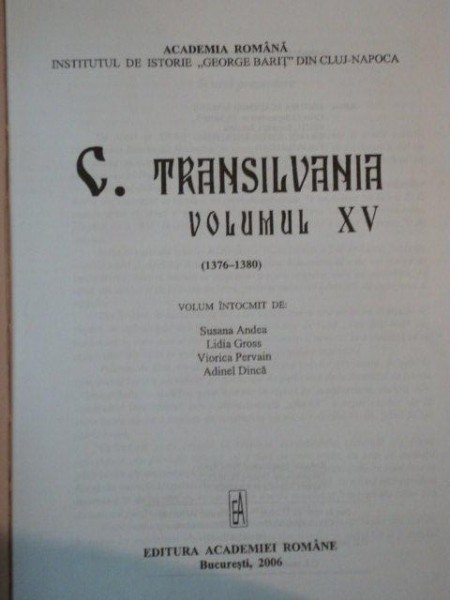 ACADEMIA ROMÂNĂ
INSTITUTUL DE ISTORIE „GEORGE BARIŢ” DIN CLUJ-NAPOCA
C. TRANSILVANIA
VOLUMUL XV
(1376–1380)
VOLUM ÎNTOCMIT DE:
Susana Andea
Lidia Gross
Viorica Pervain
Adinel Dincă
EA
EDITURA ACADEMIEI ROMÂNE
Bucureşti, 2006